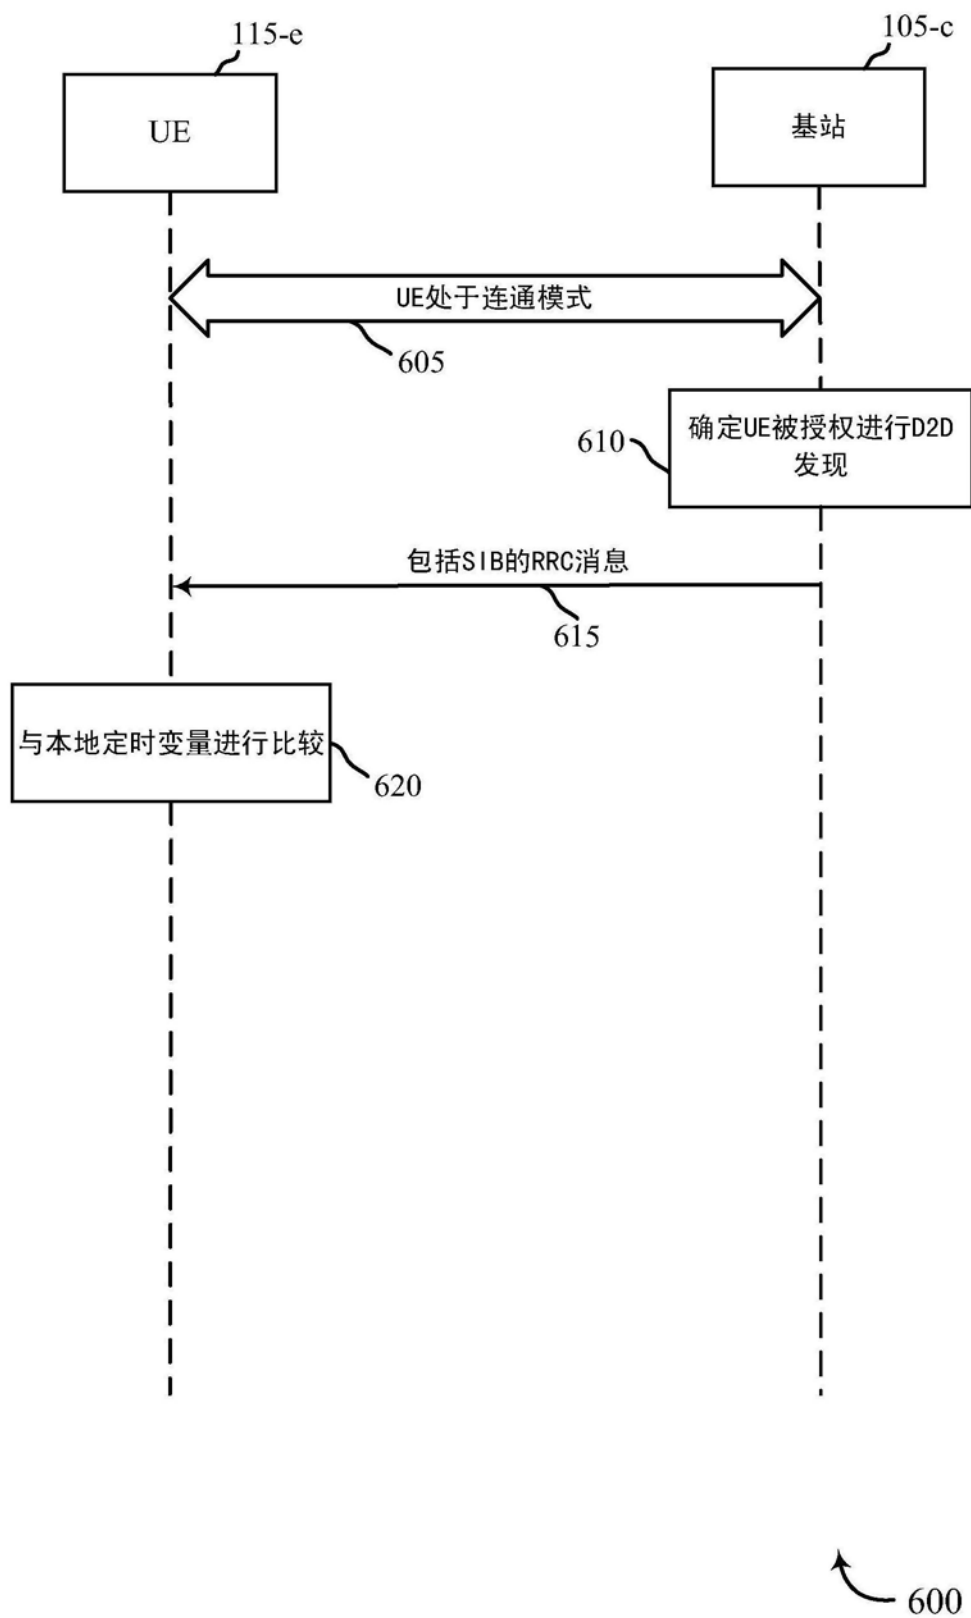 115-e
105-c
UE
基站
UE处于连通模式
605
确定UE被授权进行D2D
发现
610
包括SIB的RRC消息
615
与本地定时变量进行比较
620
600